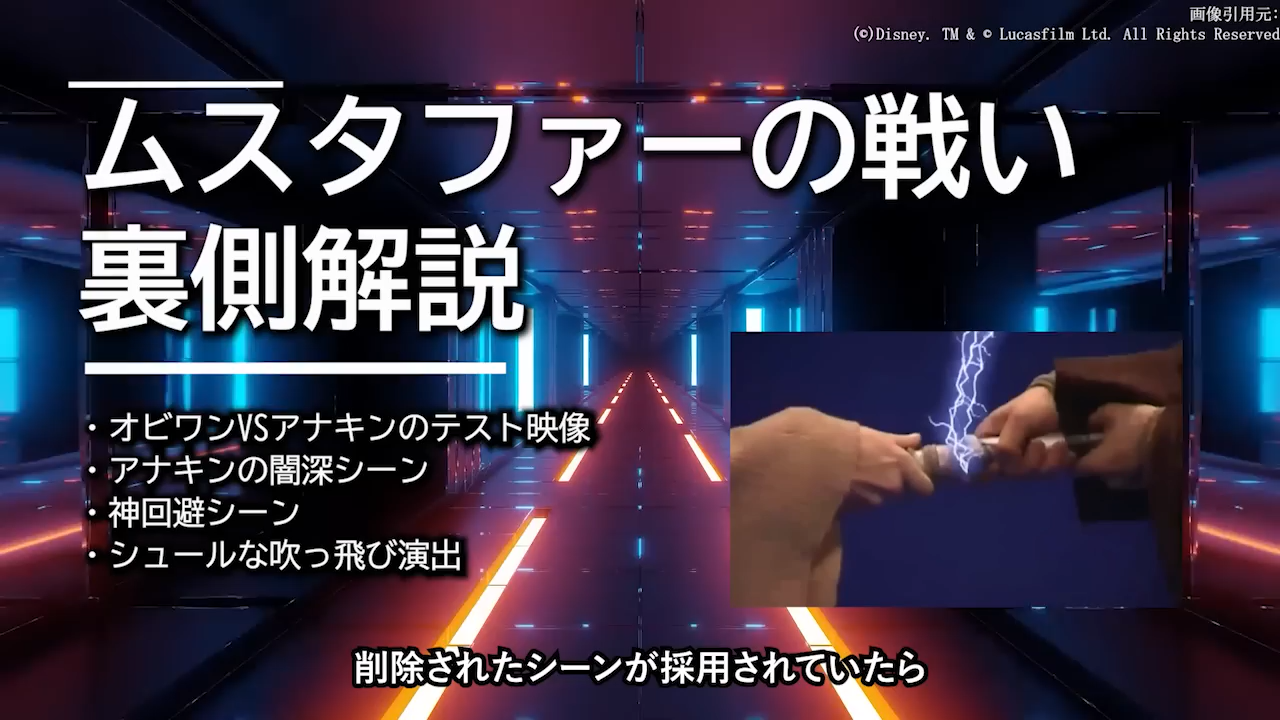 画像引用元:
(©)Disney. TM & © Lucasfilm Ltd. All Rights Reserved
ムスタファーの戦い
裏側解説
・オビワンVSアナキンのテスト映像
・アナキンの闇深シーン
・神回避シーン
・シュールな吹っ飛び演出
削除されたシーンが採用されていたら